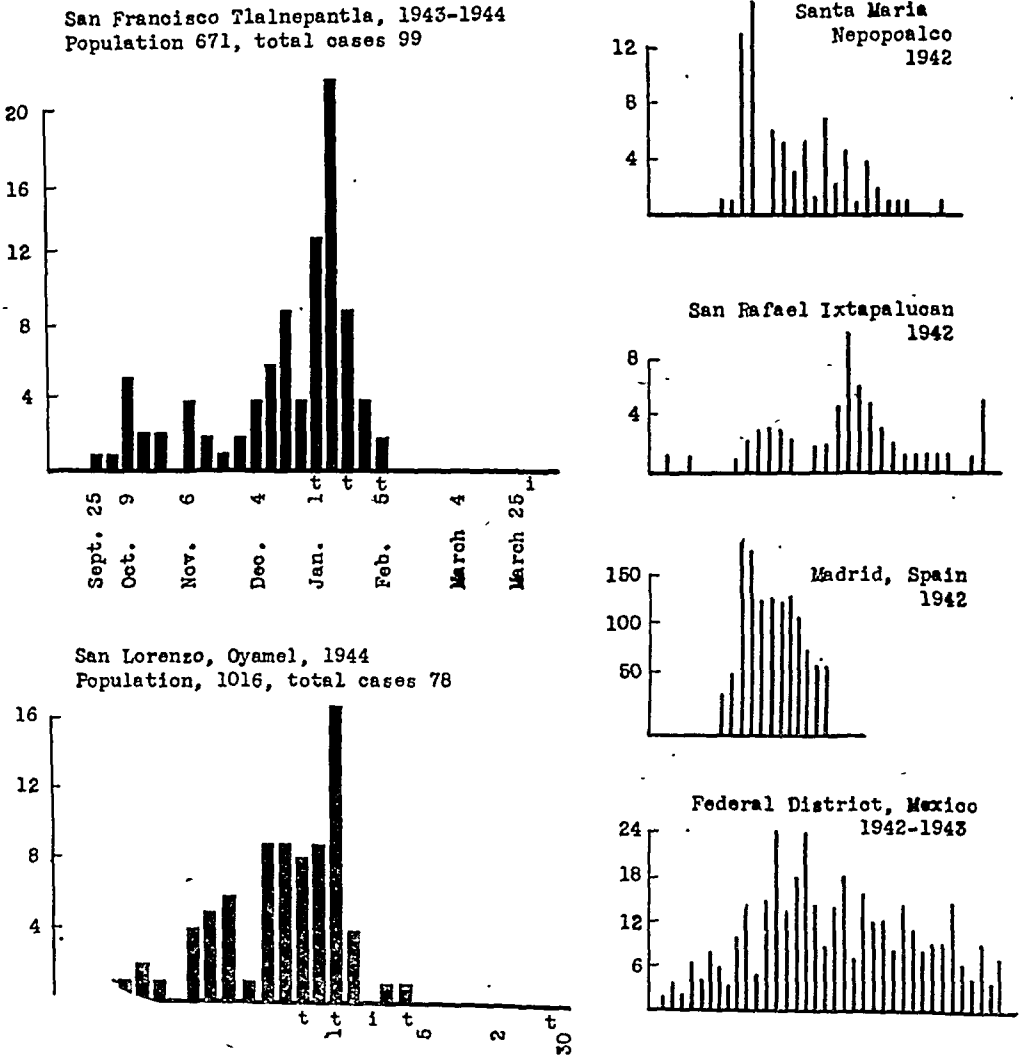 San Francisco Tlalnepantla, 1943-1944
Population 671, total cases 99
20
16
12
8
4
t t t i
Sept. 25
Oct. 9
Nov. 6
Dec. 4
Jan. 1
Feb. 5
March 4
March 25
San Lorenzo, Oyamel, 1944
Population, 1016, total cases 78
16
12
8
4
t t i t t
1 5 2 30
Santa Maria
Nepopoalco
1942
12
8
4
San Rafael Ixtapalucan
1942
8
4
Madrid, Spain
1942
150
100
50
Federal District, Mexico
1942-1943
24
18
12
6